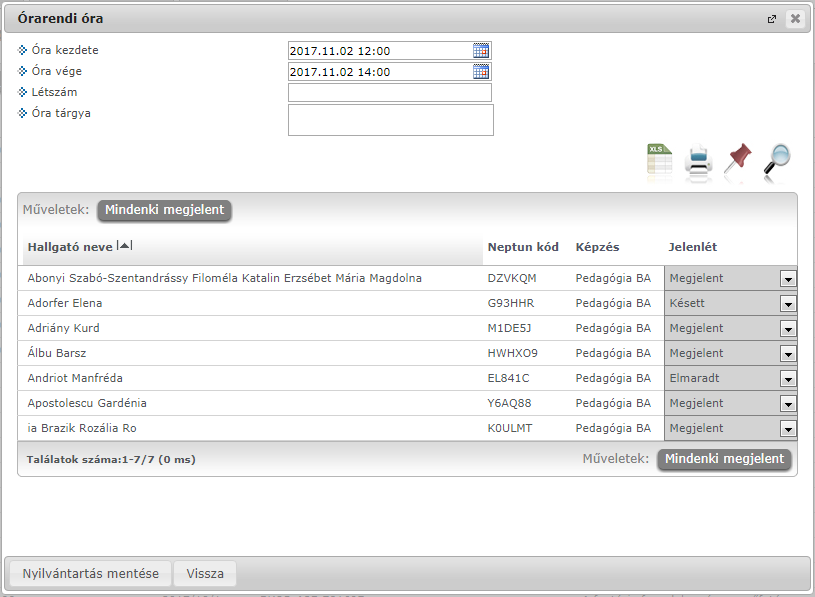 Órarendi óra
Óra kezdete 2017.11.02 12:00
Óra vége 2017.11.02 14:00
Létszám
Óra tárgya
XLS
Műveletek: Mindenki megjelent
Hallgató neve Neptun kód Képzés Jelenlét
Abonyi Szabó-Szentandrássy Filoméla Katalin Erzsébet Mária Magdolna DZVKQM Pedagógia BA Megjelent
Adorfer Elena G93HHR Pedagógia BA Késett
Adriány Kurd M1DE5J Pedagógia BA Megjelent
Álbu Barsz HWHXO9 Pedagógia BA Megjelent
Andriot Manfréda EL841C Pedagógia BA Elmaradt
Apostolescu Gardénia Y6AQ88 Pedagógia BA Megjelent
ia Brazik Rozália Ro K0ULMT Pedagógia BA Megjelent
Találatok száma:1-7/7 (0 ms) Műveletek: Mindenki megjelent
Nyilvántartás mentése Vissza